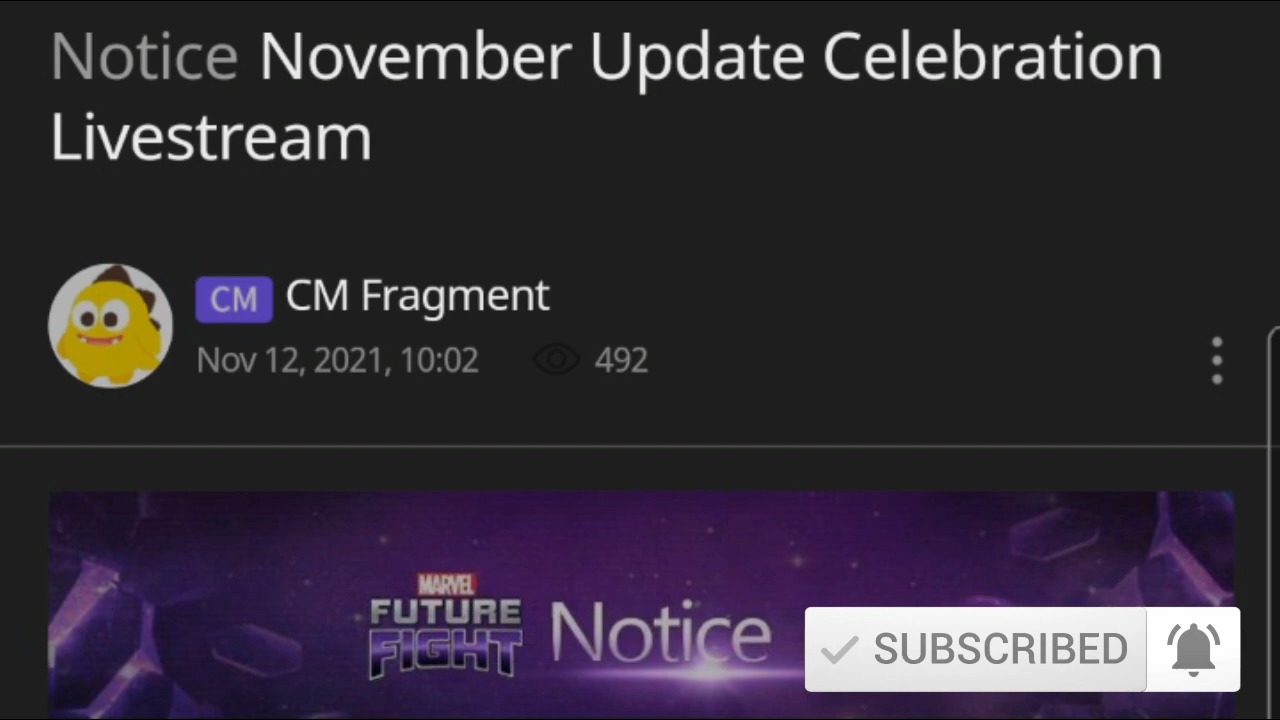 Notice November Update Celebration
Livestream
CM CM Fragment
Nov 12, 2021, 10:02 492
MARVEL
FUTURE
FIGHT
Notice
SUBSCRIBED